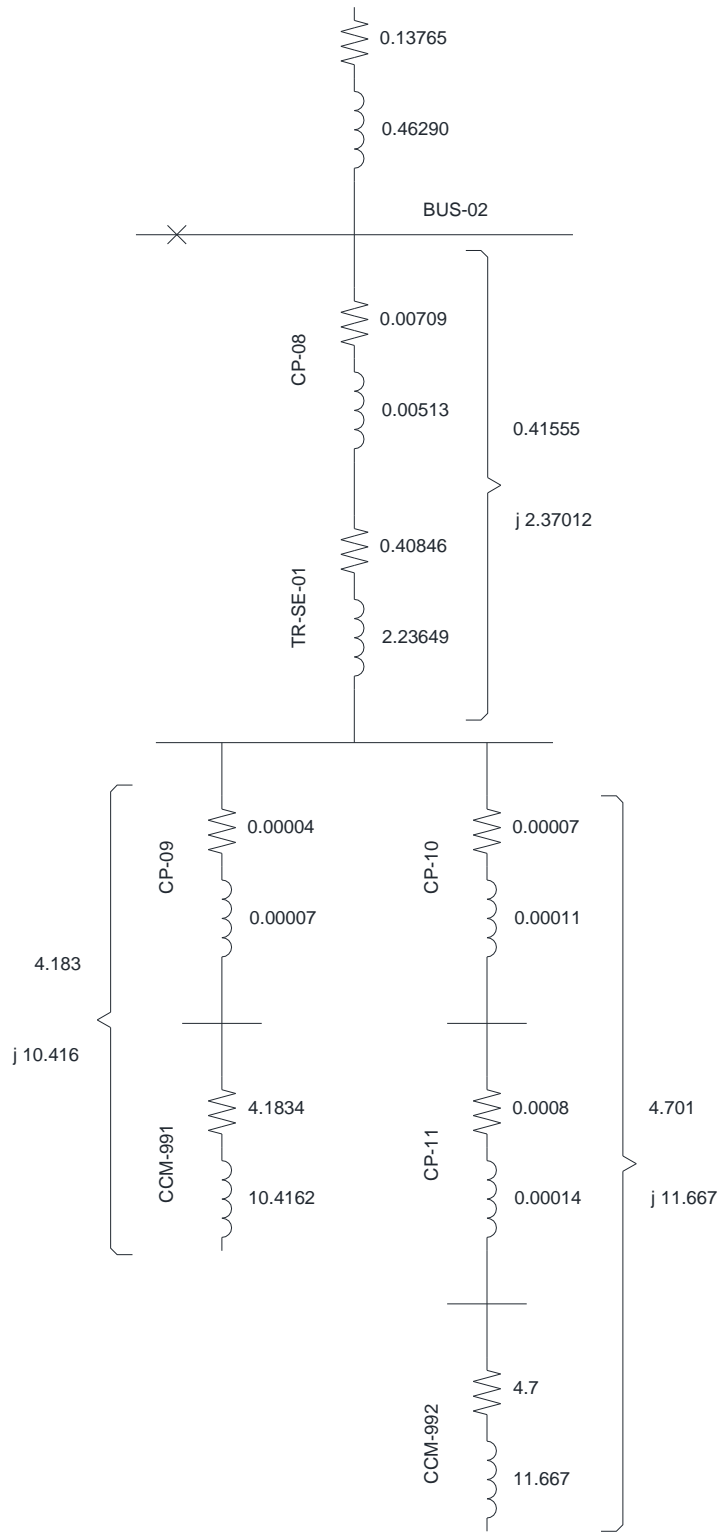 0.13765
0.46290
BUS-02
CP-08
0.00709
0.00513
0.41555
j 2.37012
TR-SE-01
0.40846
2.23649
CP-09
0.00004
0.00007
CP-10
0.00007
0.00011
4.183
j 10.416
CCM-991
4.1834
10.4162
CP-11
0.0008
0.00014
4.701
j 11.667
CCM-992
4.7
11.667